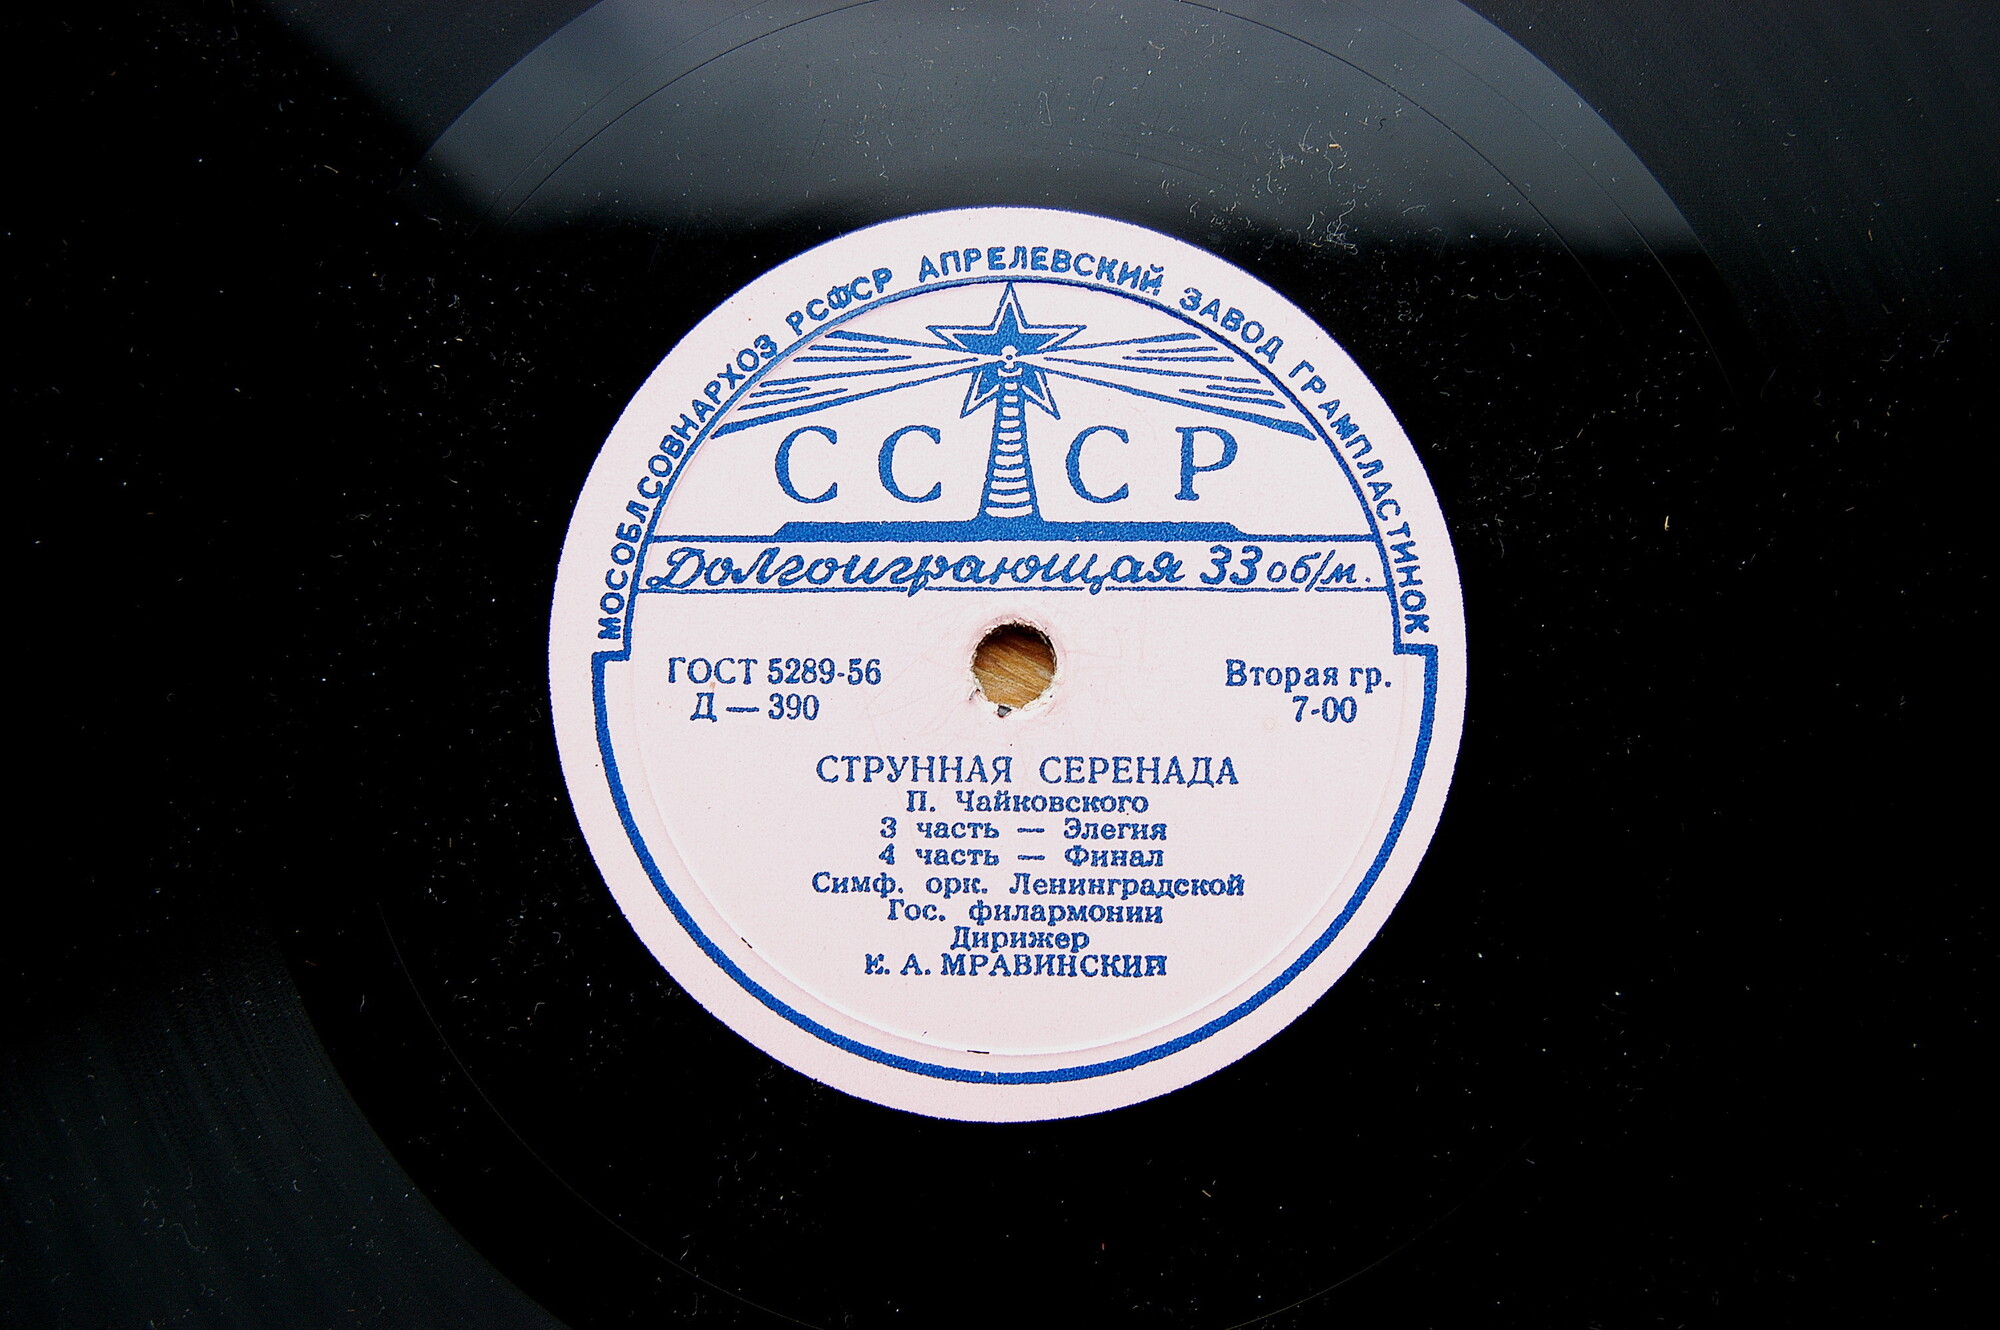 МОСОБЛСОВНАРХОЗ РСФСР АПРЕЛЕВСКИЙ ЗАВОД ГРАМПЛАСТИНОК
СССР
Долгоиграющая 33 об/м.
ГОСТ 5289-56
Д — 390
Вторая гр.
7-00
СТРУННАЯ СЕРЕНАДА
П. Чайковского
3 часть — Элегия
4 часть — Финал
Симф. орк. Ленинградской
Гос. филармонии
Дирижер
Е. А. МРАВИНСКИЙ